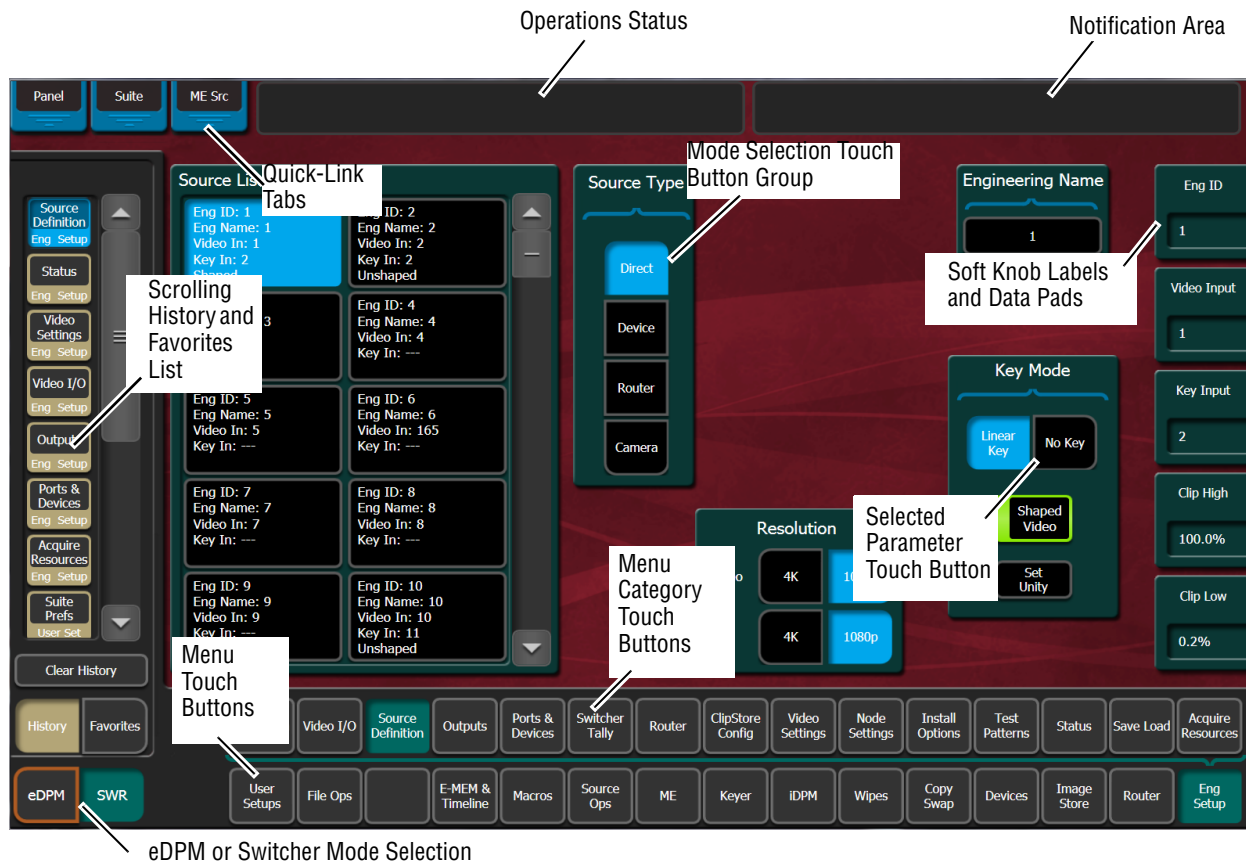 Operations Status
Notification Area
Panel
Suite
ME Src
Quick-Link
Tabs
Mode Selection Touch
Button Group
Soft Knob Labels
and Data Pads
Scrolling
History and
Favorites
List
Selected
Parameter
Touch Button
Menu
Category
Touch
Buttons
Menu
Touch
Buttons
eDPM or Switcher Mode Selection
Source
Definition
Eng Setup
Status
Eng Setup
Video
Settings
Eng Setup
Video I/O
Eng Setup
Eng Setup
Ports &
Devices
Eng Setup
Acquire
Resources
Eng Setup
Suite
Prefs
User Set
Clear History
History
Favorites
eDPM
SWR
Source
Eng ID: 1
Eng Name: 1
Video In: 1
Key In: 2
Shaped
ID: 2
Eng Name: 2
Video In: 2
Key In: 2
Unshaped
3
Eng ID: 4
Eng Name: 4
Video In: 4
Key In: ---
Eng ID: 5
Eng Name: 5
Video In: 5
Key In: ---
Eng ID: 6
Eng Name: 6
Video In: 165
Key In: ---
Eng ID: 7
Eng Name: 7
Video In: 7
Key In: ---
Eng ID: 8
Eng Name: 8
Video In: 8
Key In: ---
Eng ID: 9
Eng Name: 9
Video In: 9
Key In: ---
Eng ID: 10
Eng Name: 10
Video In: 10
Key In: 11
Unshaped
Source Type
Direct
Device
Router
Camera
Resolution
4K
4K
1080p
Engineering Name
1
Key Mode
Linear
Key
No Key
Shaped
Video
Set
Unity
Eng ID
1
Video Input
1
Key Input
2
Clip High
100.0%
Clip Low
0.2%
Video I/O
Source
Definition
Outputs
Ports &
Devices
Switcher
Tally
Router
ClipStore
Config
Video
Settings
Node
Settings
Install
Options
Test
Patterns
Status
Save Load
Acquire
Resources
User
Setups
File Ops
E-MEM &
Timeline
Macros
Source
Ops
ME
Keyer
iDPM
Wipes
Copy
Swap
Devices
Image
Store
Router
Eng
Setup